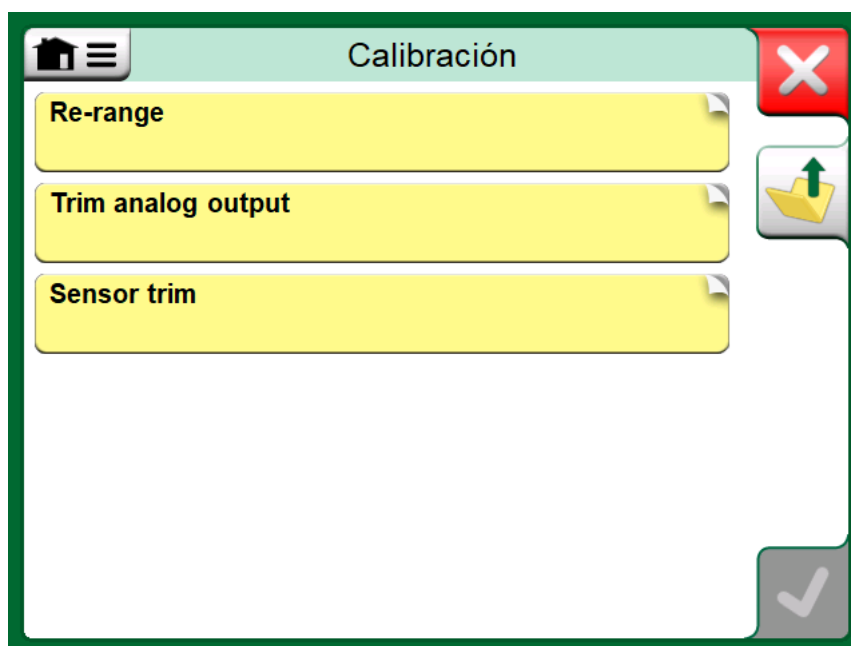 Calibración
Re-range
Trim analog output
Sensor trim